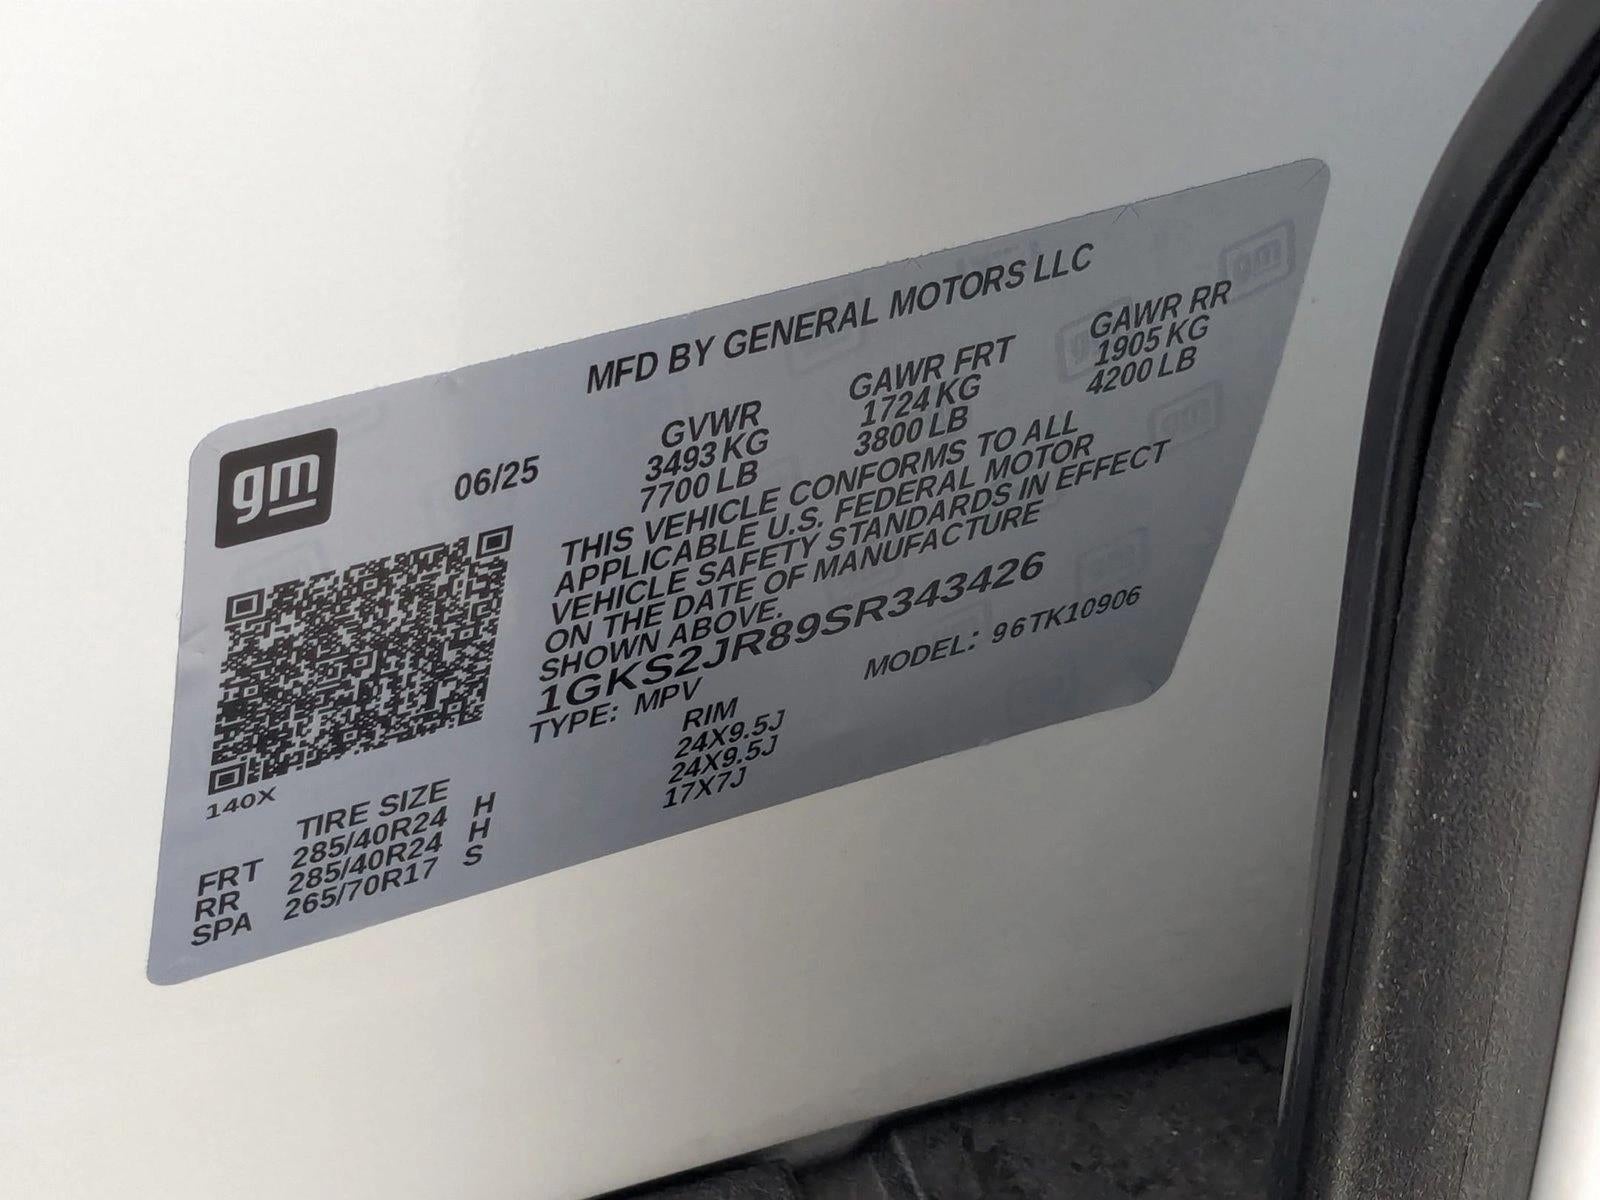 MFD BY GENERAL MOTORS LLC
gm
06/25
GVWR GAWR FRT GAWR RR
3493 KG 1724 KG 1905 KG
7700 LB 3800 LB 4200 LB
THIS VEHICLE CONFORMS TO ALL
APPLICABLE U.S. FEDERAL MOTOR
VEHICLE SAFETY STANDARDS IN EFFECT
ON THE DATE OF MANUFACTURE
SHOWN ABOVE.
1GKS2JR89SR343426
TYPE: MPV MODEL: 96TK10906
140X
TIRE SIZE RIM
FRT 285/40R24 H 24X9.5J
RR 285/40R24 H 24X9.5J
SPA 265/70R17 S 17X7J